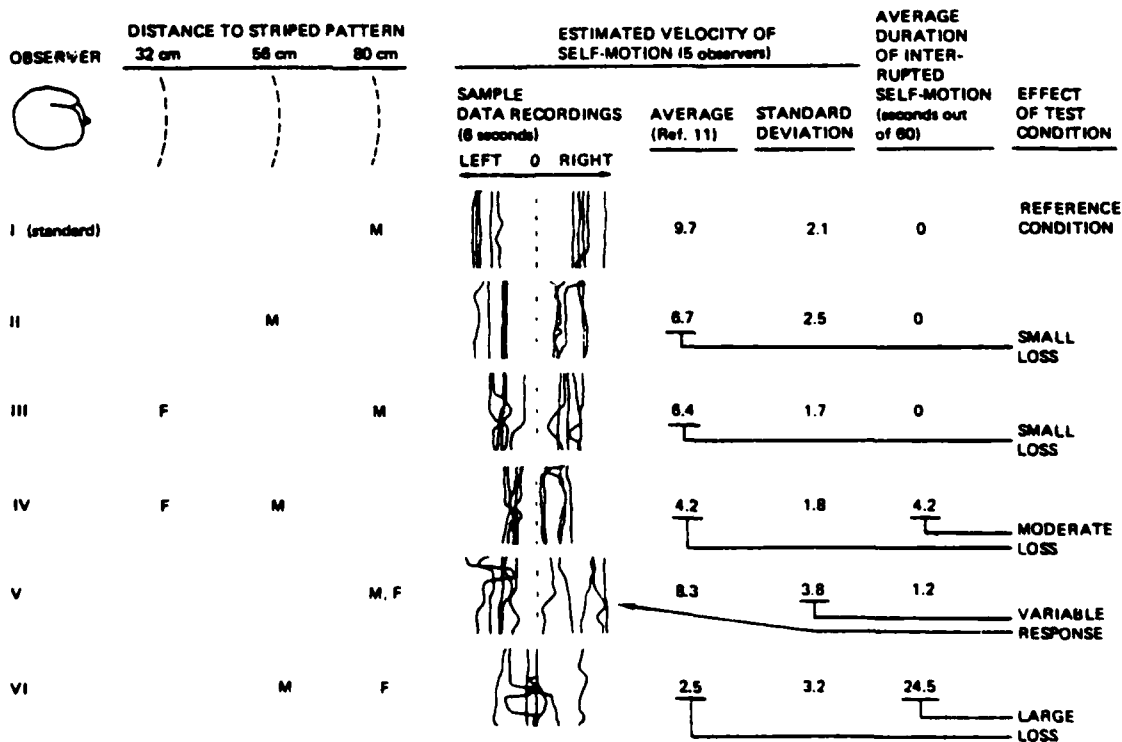 OBSERVER
DISTANCE TO STRIPED PATTERN
32 cm 56 cm 80 cm
ESTIMATED VELOCITY OF
SELF-MOTION (5 observers)
SAMPLE
DATA RECORDINGS
(6 seconds)
LEFT 0 RIGHT
AVERAGE
(Ref. 11)
STANDARD
DEVIATION
AVERAGE
DURATION
OF INTER-
RUPTED
SELF-MOTION
(seconds out
of 60)
EFFECT
OF TEST
CONDITION
I (standard) M 9.7 2.1 0 REFERENCE
CONDITION
II M 6.7 2.5 0 SMALL
LOSS
III F M 6.4 1.7 0 SMALL
LOSS
IV F M 4.2 1.8 4.2 MODERATE
LOSS
V M, F 8.3 3.8 1.2 VARIABLE
RESPONSE
VI M F 2.5 3.2 24.5 LARGE
LOSS